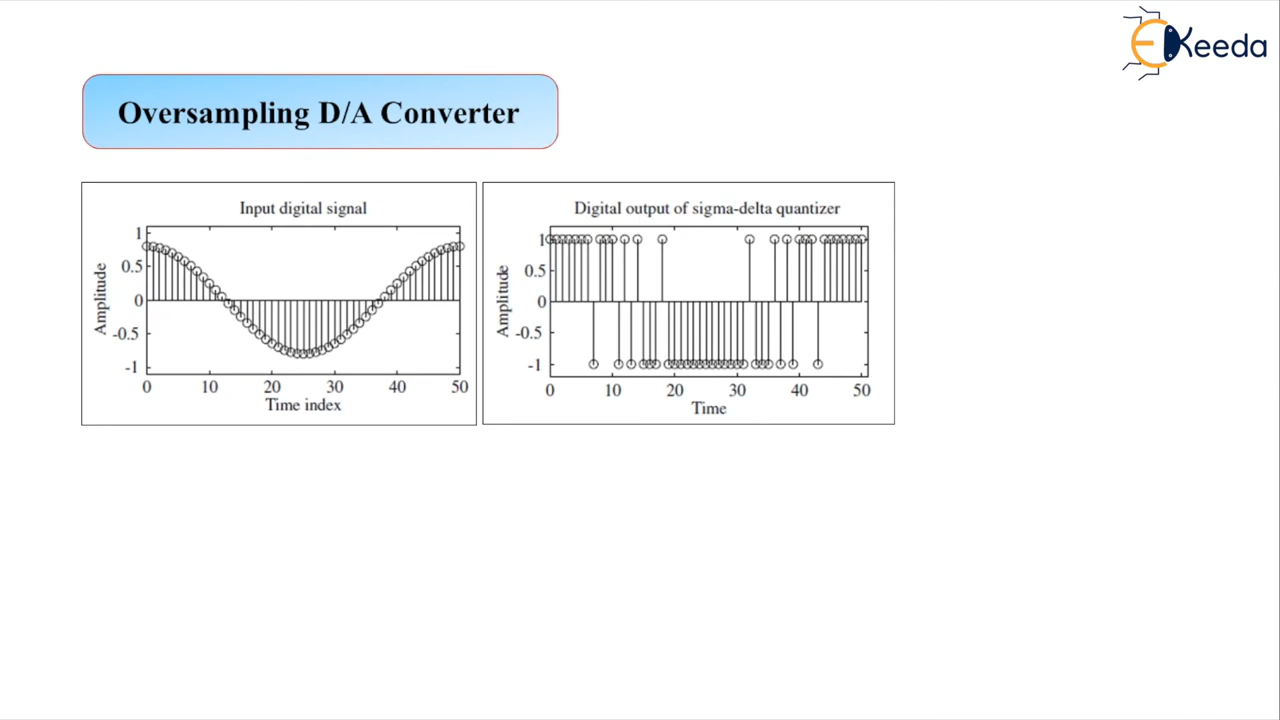 EKeeda
Oversampling D/A Converter
Input digital signal
Amplitude
1
0.5
0
-0.5
-1
0 10 20 30 40 50
Time index
Digital output of sigma-delta quantizer
Amplitude
1
0.5
0
-0.5
-1
0 10 20 30 40 50
Time